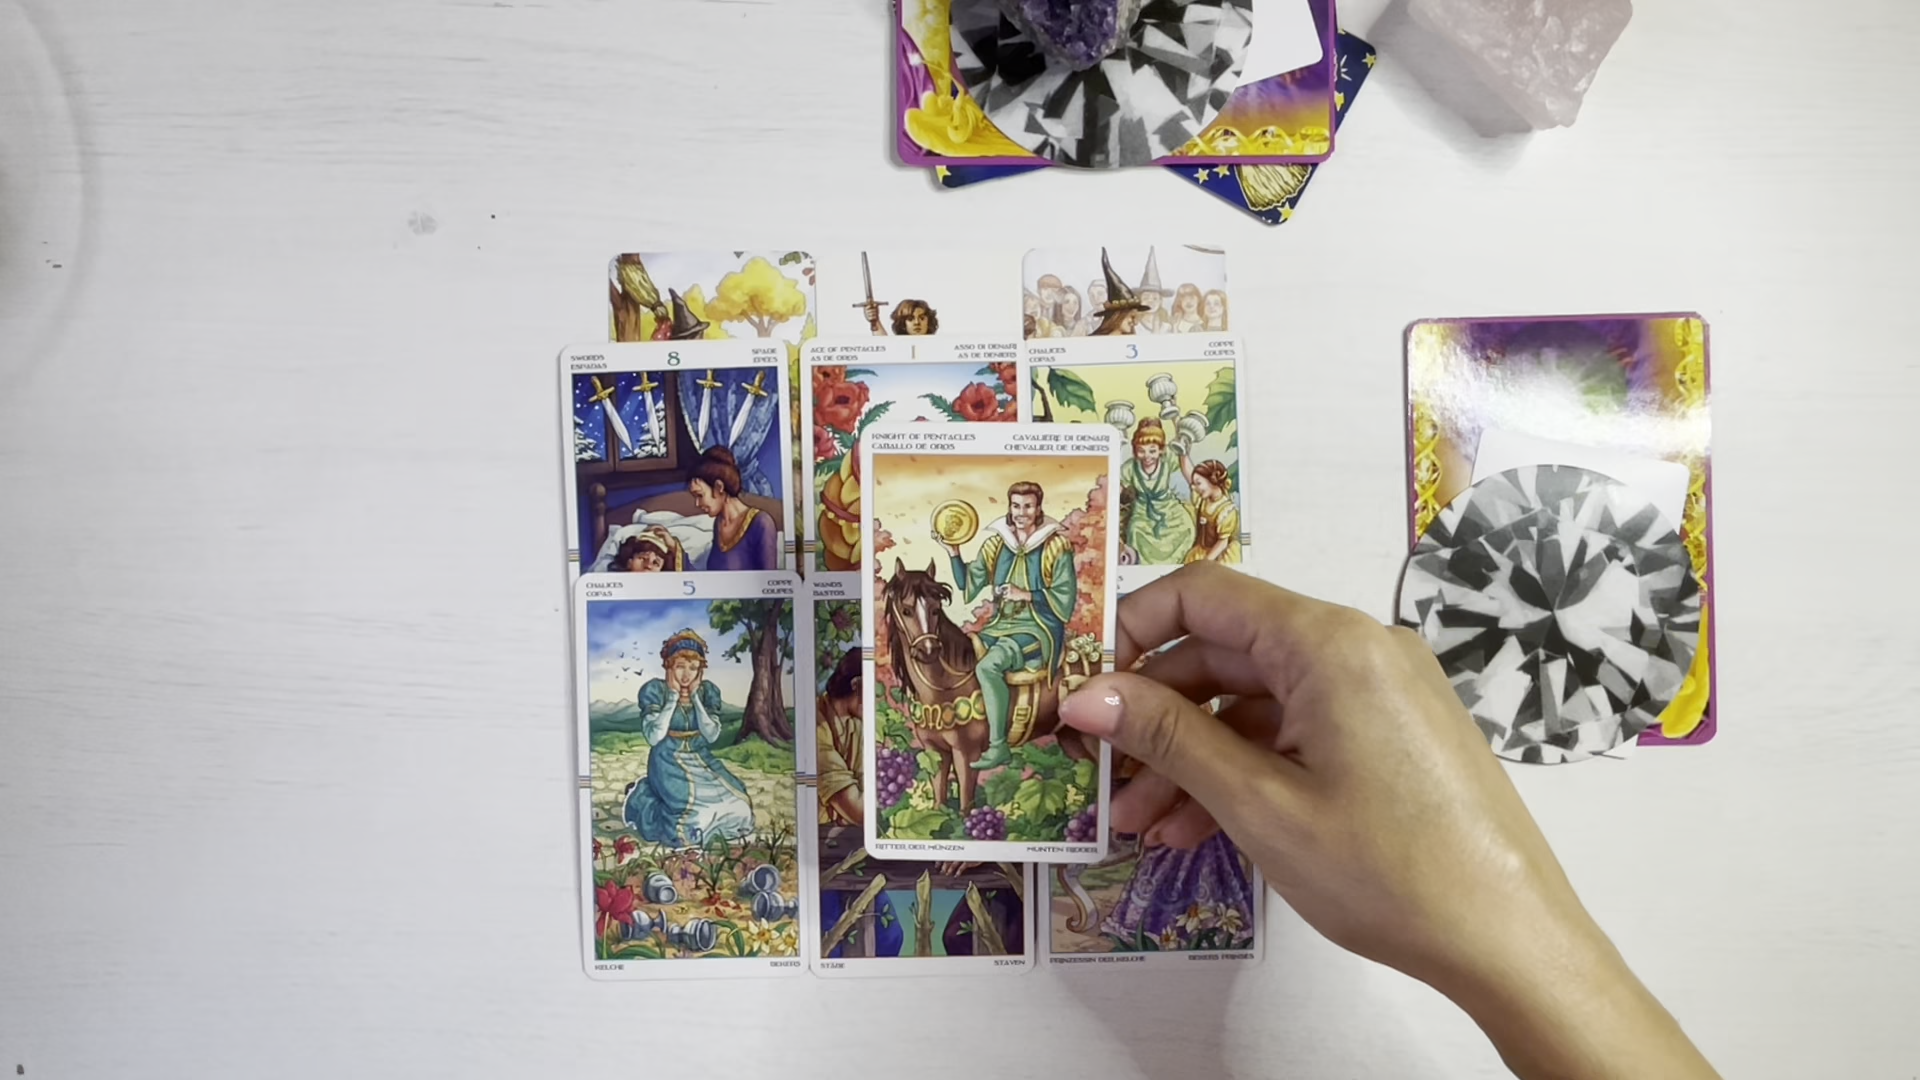 SWORDS 8 SPADE
ESPADAS ÉPÉES
ACE OF PENTACLES 1 ASSO DI DENARI
AS DE OROS AS DE DENIERS
CHALICES 3 COPPE
COPAS COUPES
KNIGHT OF PENTACLES CAVALIERE DI DENARI
CABALLO DE OROS CHEVALIER DE DENIERS
RITTER DER MÜNZEN MUNTEN RIDDER
CHALICES 5 COPPE
COPAS COUPES
KELCHE BEKERS
WANDS
BASTOS
STÄBE STAVEN
PRINZESSIN DER KELCHE BEKERS PRINSES